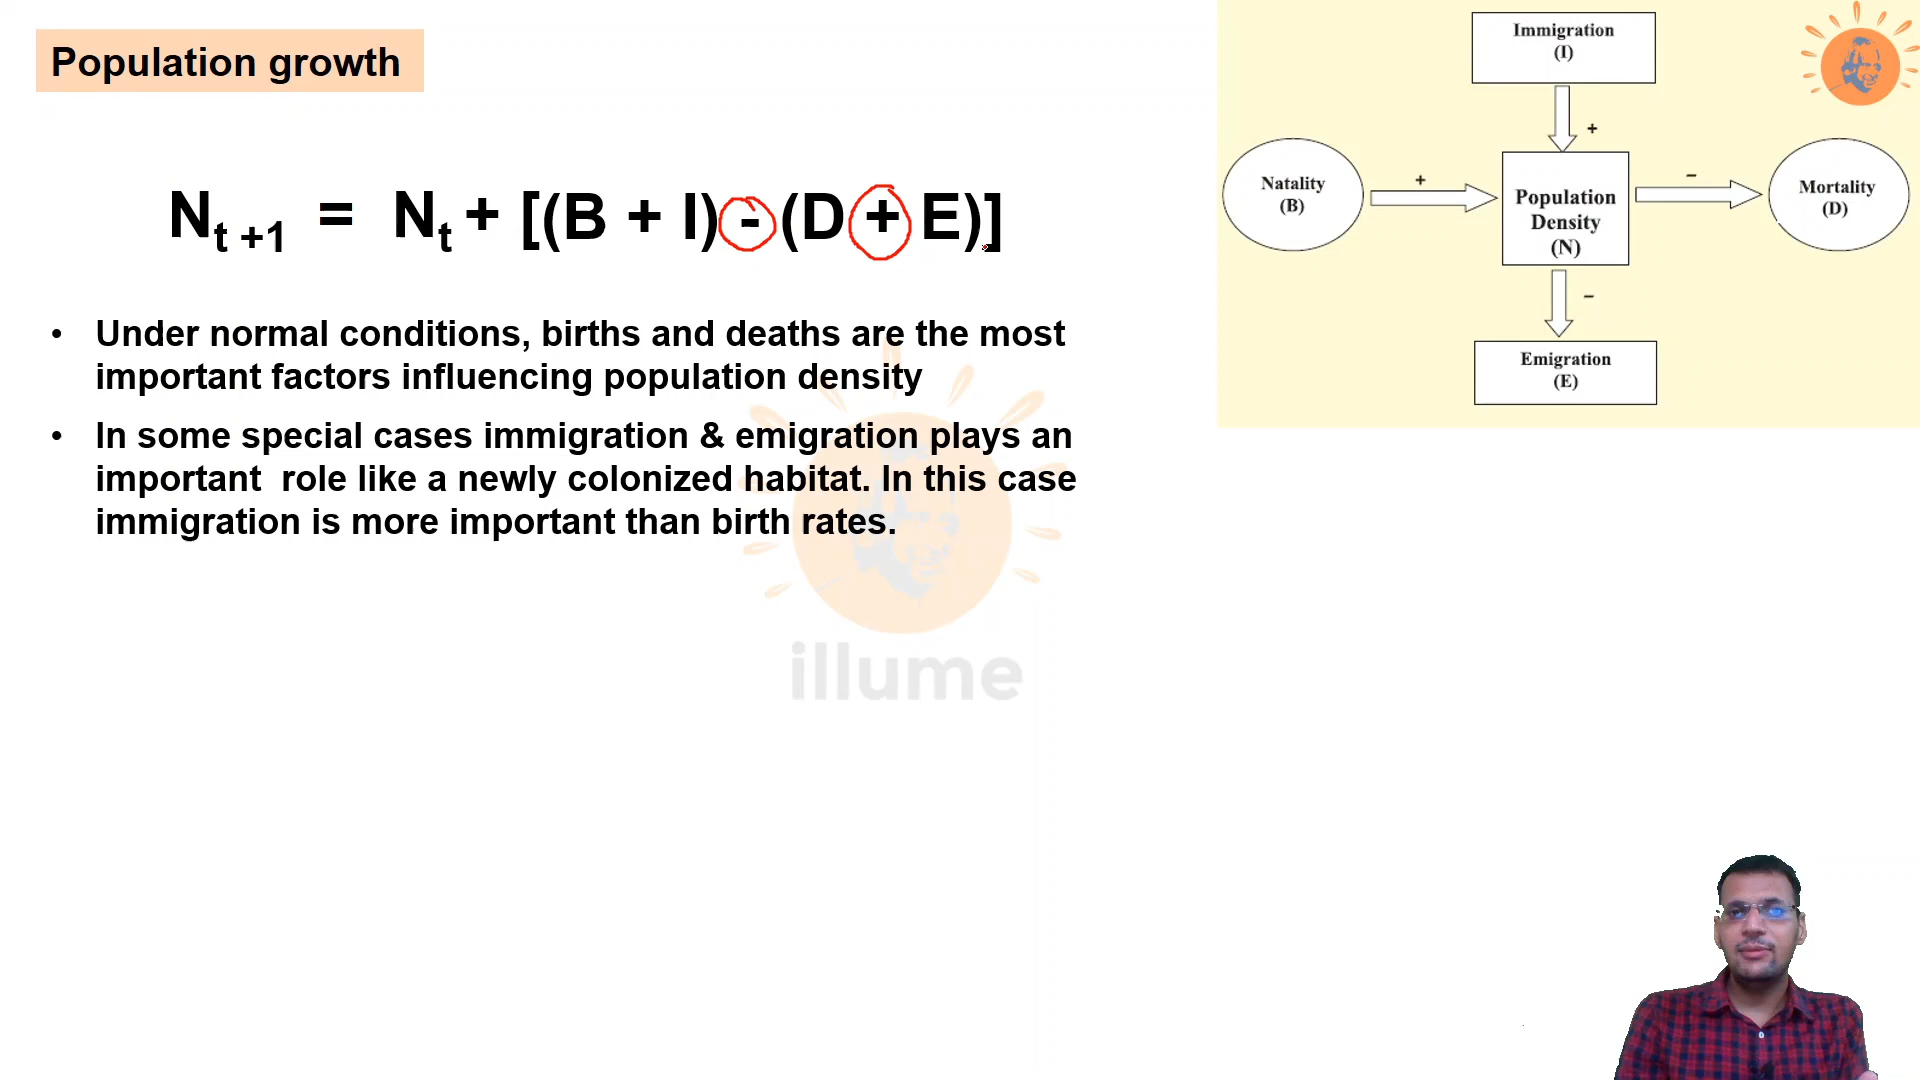 Population growth
Nt +1 = Nt + [(B + I) - (D + E)]
• Under normal conditions, births and deaths are the most
important factors influencing population density
• In some special cases immigration & emigration plays an
important role like a newly colonized habitat. In this case
immigration is more important than birth rates.
illume
Immigration
(I)
+
Natality
(B)
+
Population
Density
(N)
–
Mortality
(D)
–
Emigration
(E)